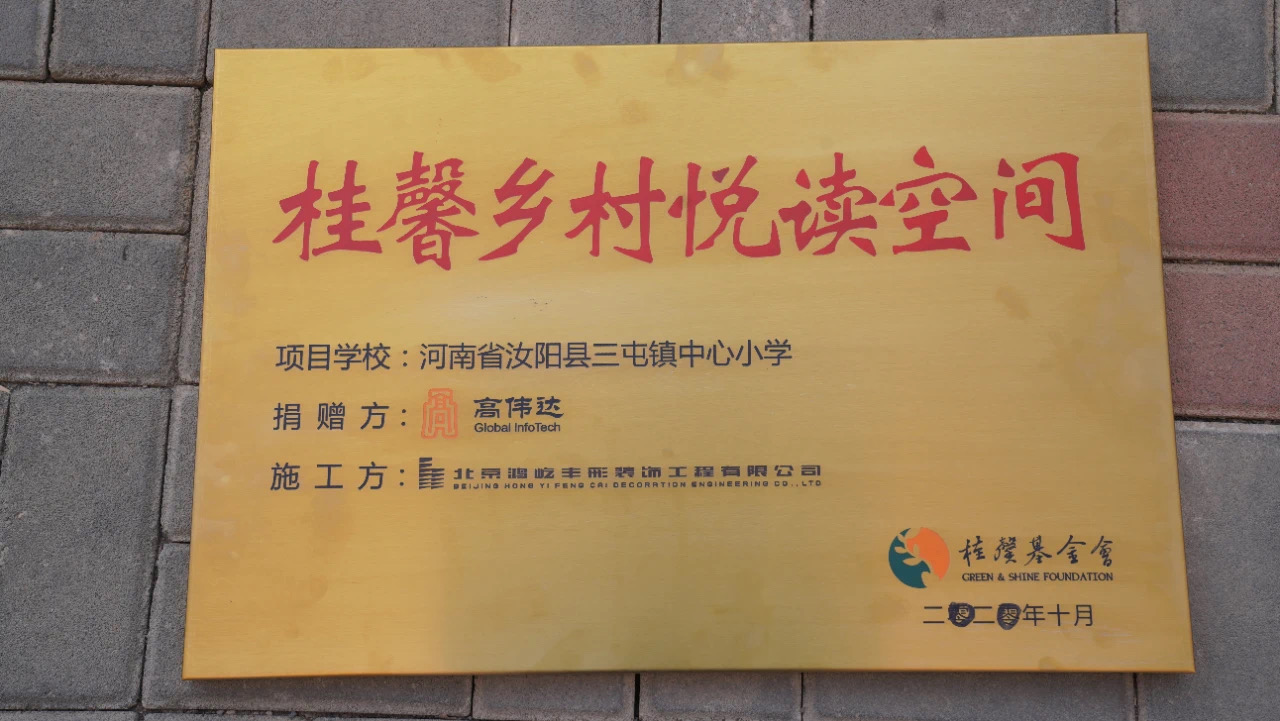 桂馨乡村悦读空间
项目学校：河南省汝阳县三屯镇中心小学
捐赠方：高伟达
Global InfoTech
施工方：北京鸿屹丰彩装饰工程有限公司
BEIJING HONG YI FENG CAI DECORATION ENGINEERING CO.,LTD
桂馨基金會
GREEN & SHINE FOUNDATION
二零二零年十月